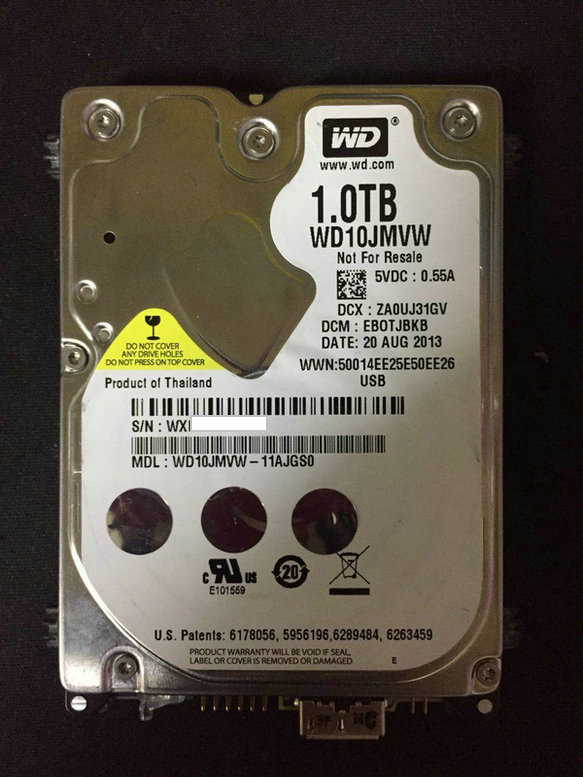 WD®
www.wd.com
1.0TB
WD10JMVW
Not For Resale
5VDC : 0.55A
DCX : ZA0UJ31GV
DCM : EBOTJBKB
DATE: 20 AUG 2013
WWN:50014EE25E50EE26
USB
DO NOT COVER
ANY DRIVE HOLES
DO NOT PRESS ON TOP COVER
Product of Thailand
S/N : WX
MDL : WD10JMVW-11AJGS0
c RU US
E101559
20
U.S. Patents: 6178056, 5956196,6289484, 6263459
PRODUCT WARRANTY WILL BE VOID IF SEAL,
LABEL OR COVER IS REMOVED OR DAMAGED
E